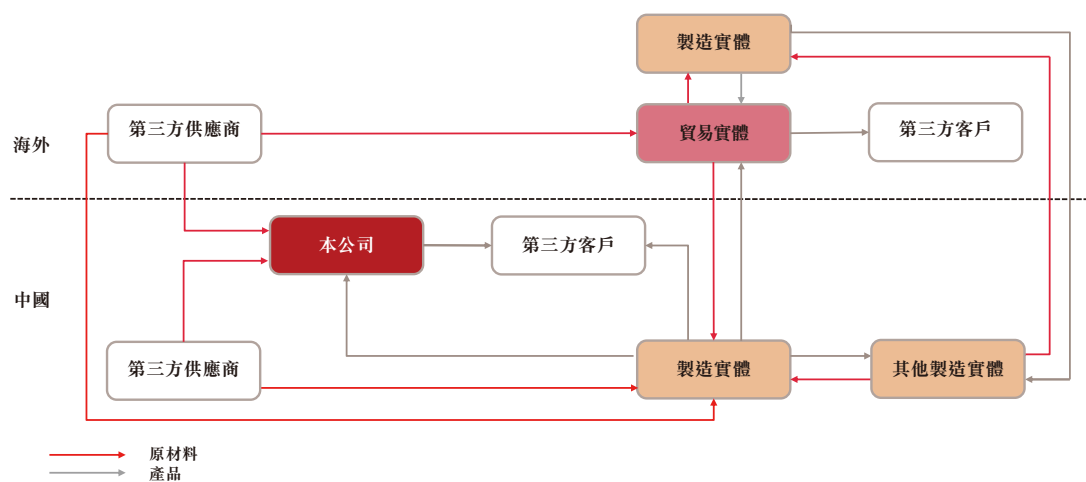 製造實體
海外
第三方供應商
貿易實體
第三方客戶
本公司
第三方客戶
中國
第三方供應商
製造實體
其他製造實體
原材料
產品